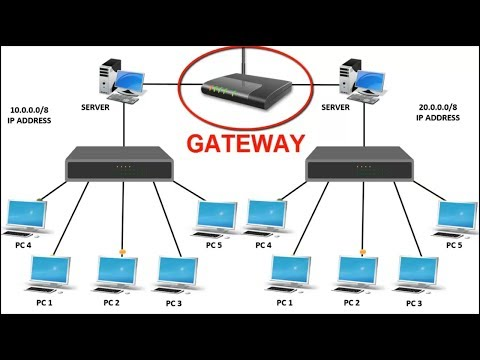 10.0.0.0/8
IP ADDRESS
SERVER
SERVER
20.0.0.0/8
IP ADDRESS
GATEWAY
PC 4
PC 5
PC 4
PC 5
PC 1
PC 2
PC 3
PC 1
PC 2
PC 3